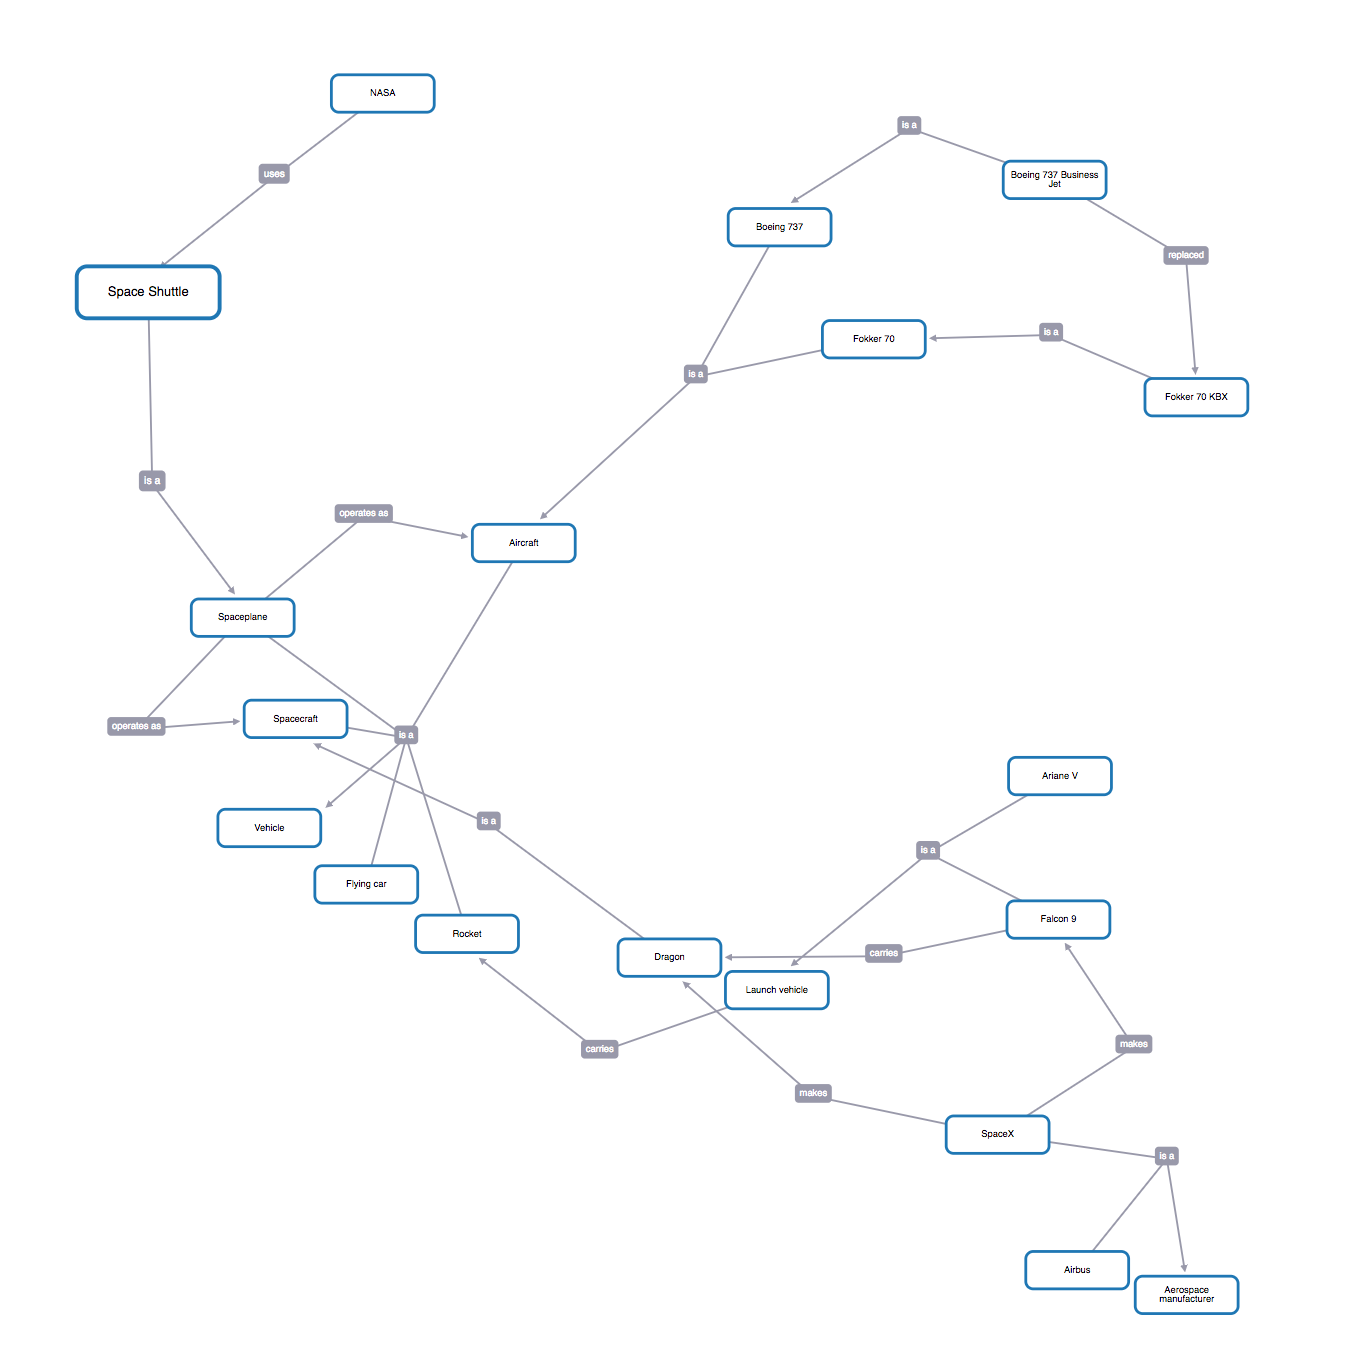 NASA
is a
uses
Boeing 737 Business
Jet
Boeing 737
replaced
Space Shuttle
is a
Fokker 70
is a
Fokker 70 KBX
is a
operates as
Aircraft
Spaceplane
Spacecraft
operates as
is a
Ariane V
Vehicle
is a
is a
Flying car
Falcon 9
Rocket
carries
Dragon
Launch vehicle
carries
makes
makes
SpaceX
is a
Airbus
Aerospace
manufacturer